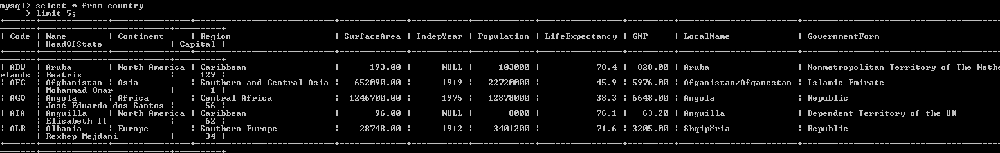 mysql> select * from country
    -> limit 5;
| Code | Name        | Continent     | Region                    | SurfaceArea | IndepYear | Population | LifeExpectancy | GNP     | LocalName             | GovernmentForm
       | HeadOfState             | Capital |
| ABW  | Aruba       | North America | Caribbean                 |      193.00 |      NULL |     103000 |           78.4 |  828.00 | Aruba                 | Nonmetropolitan Territory of The Nethe
rlands | Beatrix                 |     129 |
| AFG  | Afghanistan | Asia          | Southern and Central Asia |   652090.00 |      1919 |   22720000 |           45.9 | 5976.00 | Afganistan/Afqanestan | Islamic Emirate
       | Mohammad Omar           |       1 |
| AGO  | Angola      | Africa        | Central Africa            |  1246700.00 |      1975 |   12878000 |           38.3 | 6648.00 | Angola                | Republic
       | José Eduardo dos Santos |      56 |
| AIA  | Anguilla    | North America | Caribbean                 |       96.00 |      NULL |       8000 |           76.1 |   63.20 | Anguilla              | Dependent Territory of the UK
       | Elisabeth II            |      62 |
| ALB  | Albania     | Europe        | Southern Europe           |    28748.00 |      1912 |    3401200 |           71.6 | 3205.00 | Shqipëria             | Republic
       | Rexhep Mejdani          |      34 |